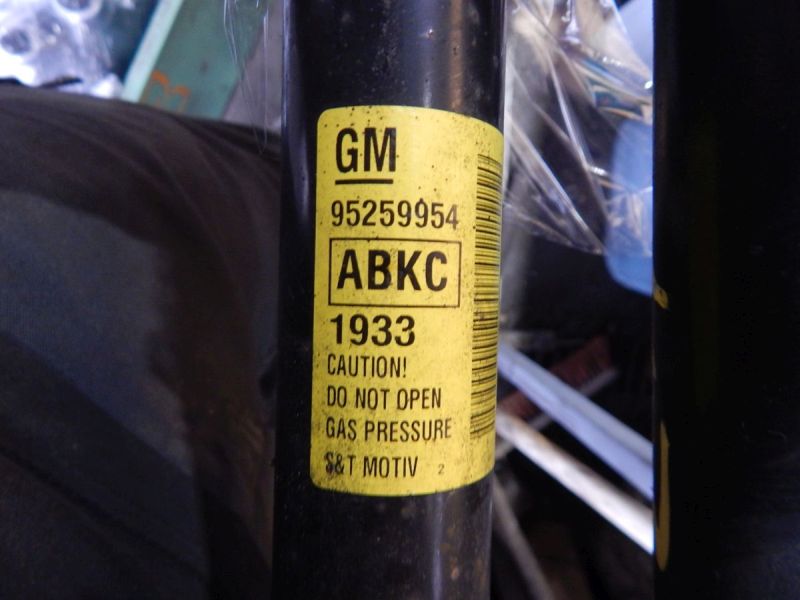 GM
95259954
ABKC
1933
CAUTION!
DO NOT OPEN
GAS PRESSURE
S&T MOTIV 2